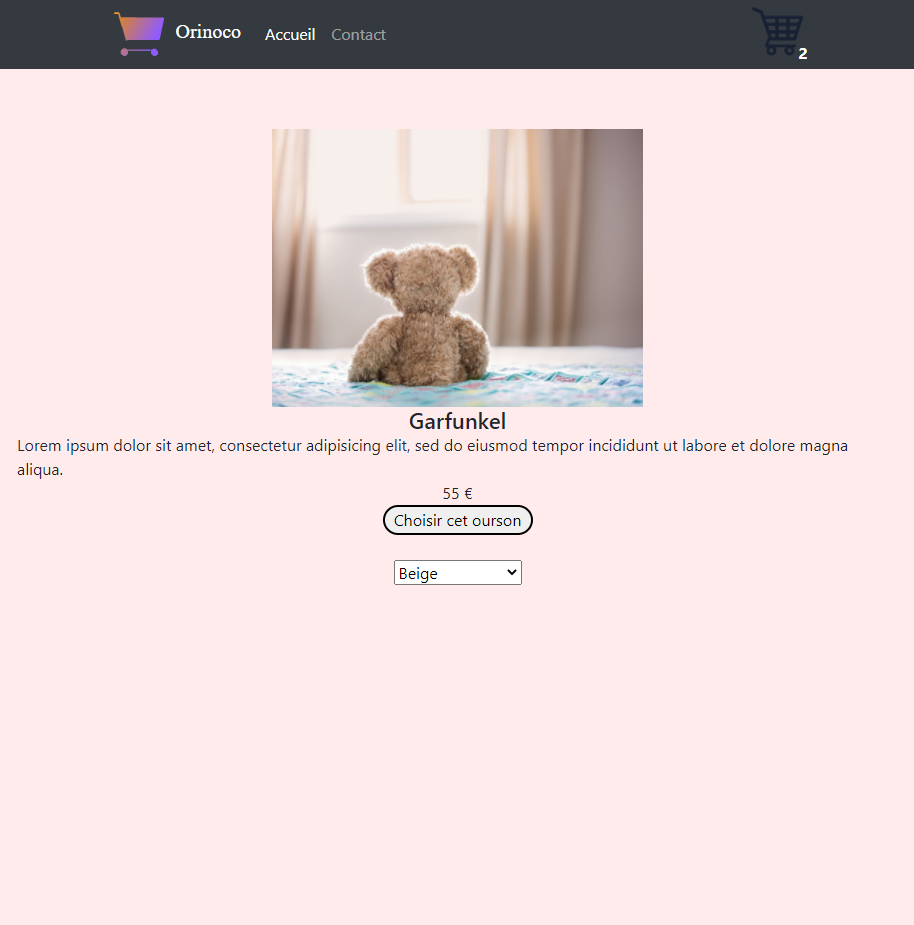 Orinoco Accueil Contact 2
Garfunkel
Lorem ipsum dolor sit amet, consectetur adipisicing elit, sed do eiusmod tempor incididunt ut labore et dolore magna
aliqua.
55 €
Choisir cet ourson
Beige